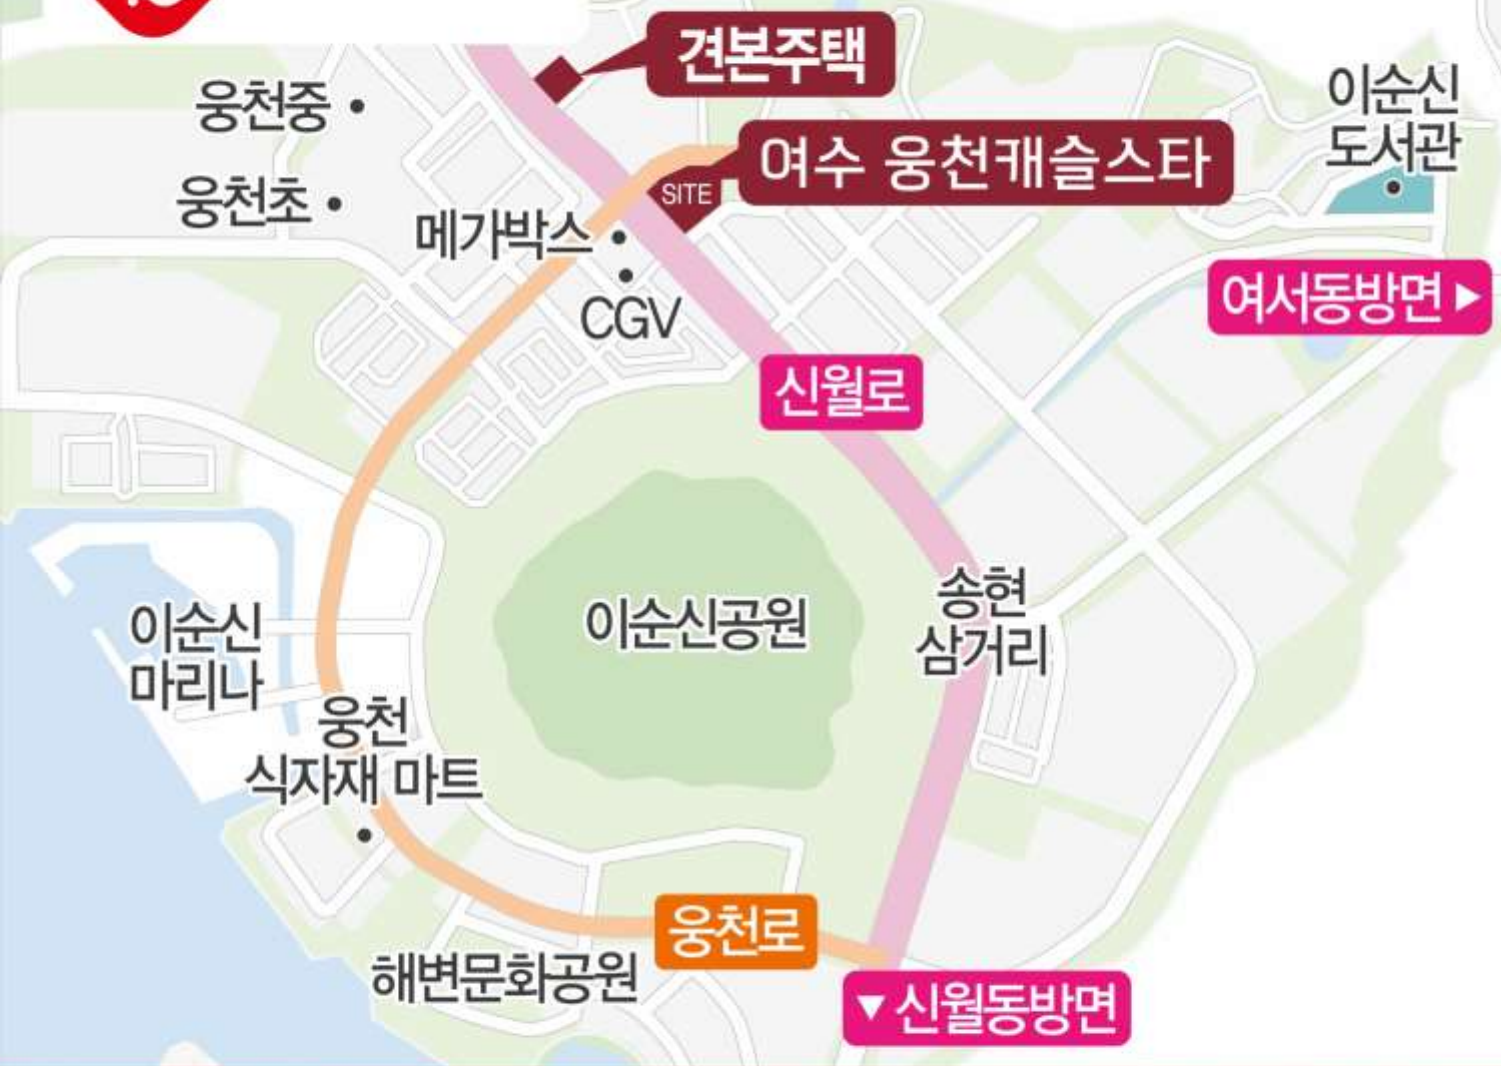 견본주택
웅천중
이순신
도서관
여수 웅천캐슬스타
SITE
웅천초
메가박스
CGV
여서동방면▶
신월로
이순신
마리나
이순신공원
송현
삼거리
웅천
식자재 마트
웅천로
해변문화공원
▼신월동방면